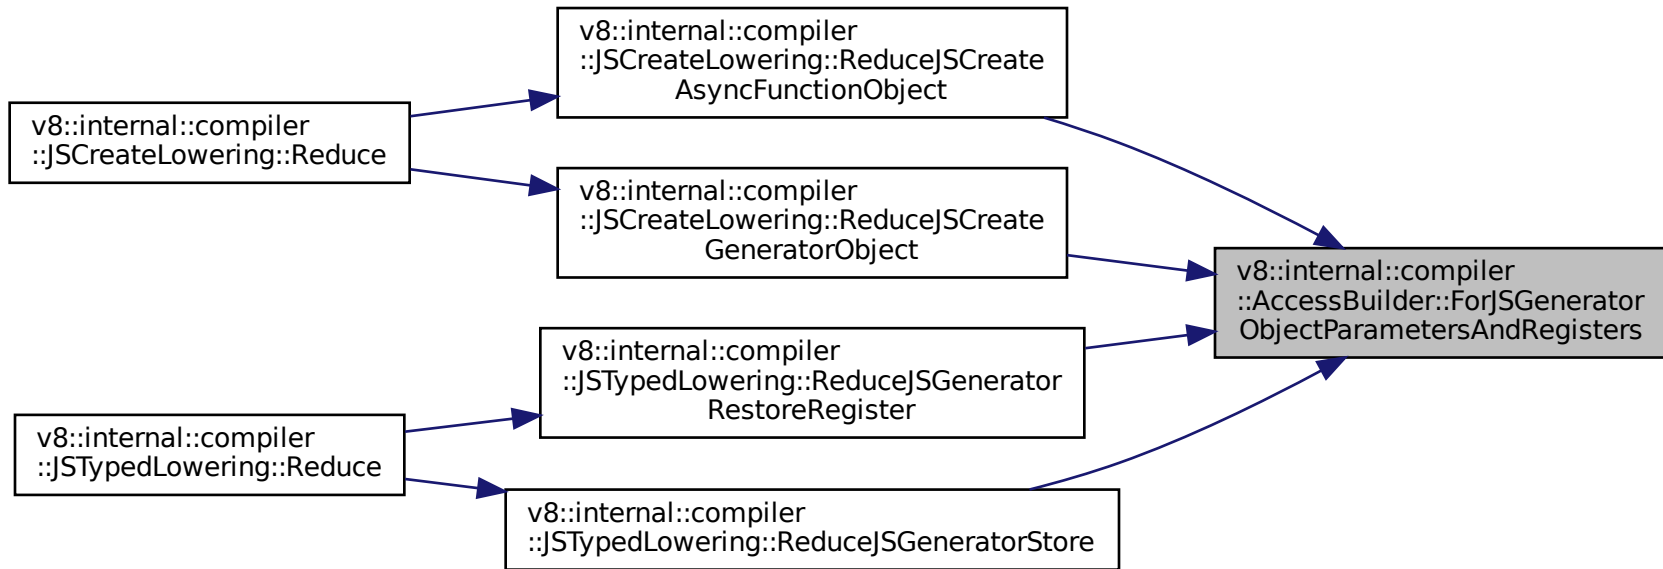 v8::internal::compiler
::JSCreateLowering::Reduce
v8::internal::compiler
::JSTypedLowering::Reduce
v8::internal::compiler
::JSCreateLowering::ReduceJSCreate
AsyncFunctionObject
v8::internal::compiler
::JSCreateLowering::ReduceJSCreate
GeneratorObject
v8::internal::compiler
::JSTypedLowering::ReduceJSGenerator
RestoreRegister
v8::internal::compiler
::JSTypedLowering::ReduceJSGeneratorStore
v8::internal::compiler
::AccessBuilder::ForJSGenerator
ObjectParametersAndRegisters